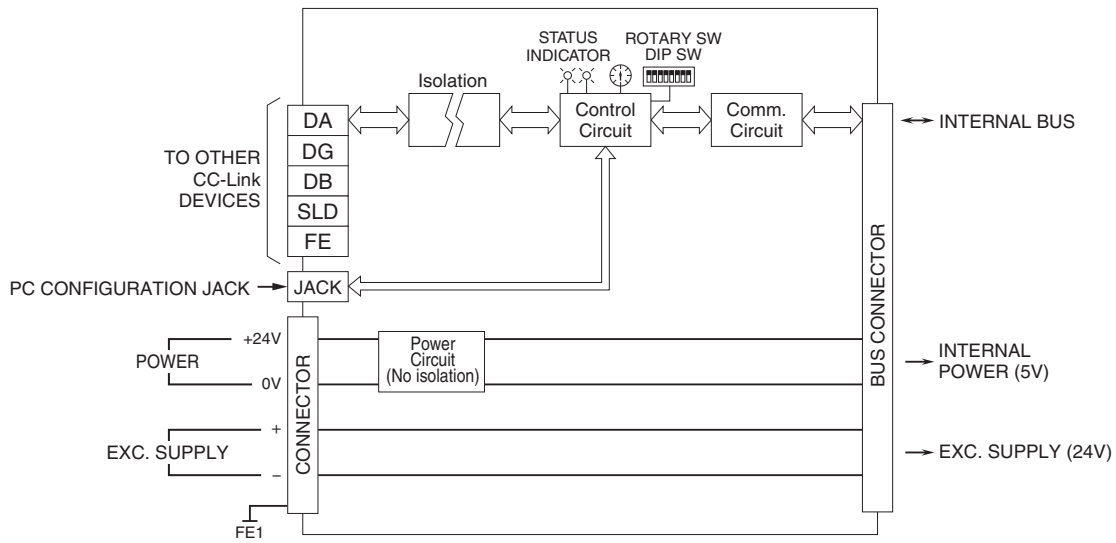 STATUS
INDICATOR
ROTARY SW
DIP SW
Isolation
Control
Circuit
Comm.
Circuit
DA
DG
DB
SLD
FE
TO OTHER
CC-Link
DEVICES
INTERNAL BUS
PC CONFIGURATION JACK
JACK
BUS CONNECTOR
CONNECTOR
+24V
POWER
0V
Power
Circuit
(No isolation)
INTERNAL
POWER (5V)
+
EXC. SUPPLY
–
EXC. SUPPLY (24V)
FE1